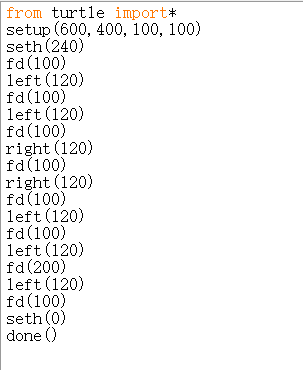 from turtle import*
setup(600,400,100,100)
seth(240)
fd(100)
left(120)
fd(100)
left(120)
fd(100)
right(120)
fd(100)
right(120)
fd(100)
left(120)
fd(100)
left(120)
fd(200)
left(120)
fd(100)
seth(0)
done()